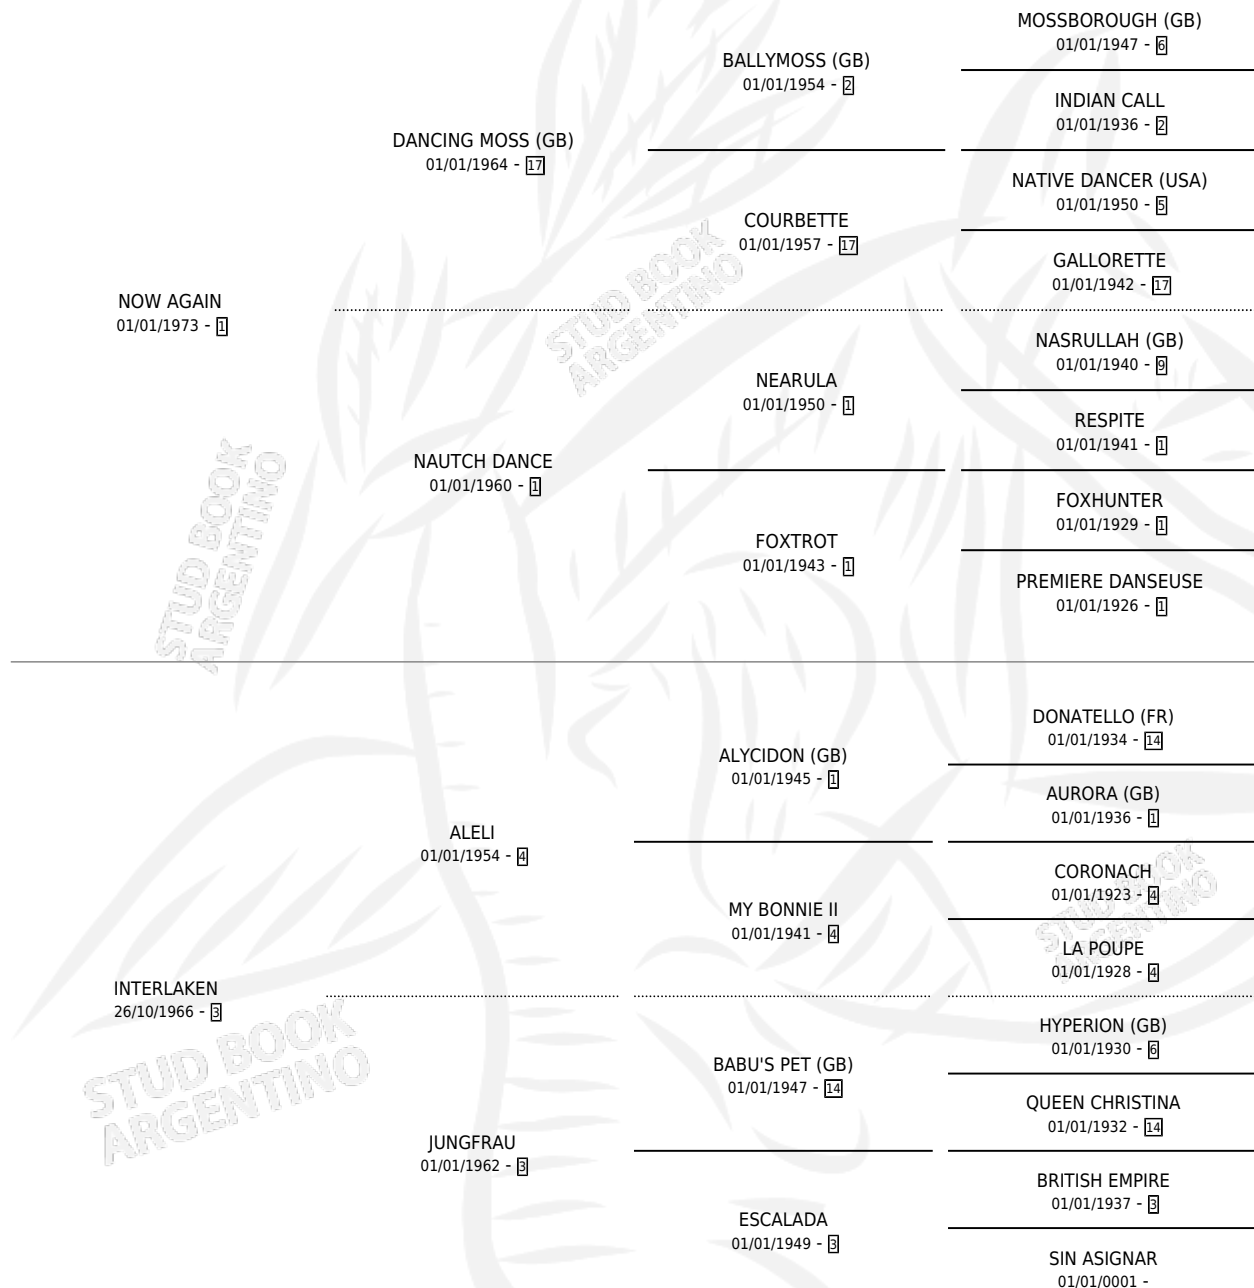 MOSSBOROUGH (GB)
01/01/1947 - 6
BALLYMOSS (GB)
01/01/1954 - 2
INDIAN CALL
01/01/1936 - 2
DANCING MOSS (GB)
01/01/1964 - 17
NATIVE DANCER (USA)
01/01/1950 - 5
COURBETTE
01/01/1957 - 17
GALLORETTE
01/01/1942 - 17
NOW AGAIN
01/01/1973 - 1
STUD BOOK
ARGENTINO
NASRULLAH (GB)
01/01/1940 - 9
NEARULA
01/01/1950 - 1
RESPITE
01/01/1941 - 1
NAUTCH DANCE
01/01/1960 - 1
FOXHUNTER
01/01/1929 - 1
FOXTROT
01/01/1943 - 1
PREMIERE DANSEUSE
01/01/1926 - 1
STUD BOOK
ARGENTINO
DONATELLO (FR)
01/01/1934 - 14
ALYCIDON (GB)
01/01/1945 - 1
AURORA (GB)
01/01/1936 - 1
ALELI
01/01/1954 - 4
CORONACH
01/01/1923 - 4
MY BONNIE II
01/01/1941 - 4
LA POUPE
01/01/1928 - 4
STUD BOOK
ARGENTINO
INTERLAKEN
26/10/1966 - 3
HYPERION (GB)
01/01/1930 - 6
BABU'S PET (GB)
01/01/1947 - 14
QUEEN CHRISTINA
01/01/1932 - 14
STUD BOOK
ARGENTINO
JUNGFRAU
01/01/1962 - 3
BRITISH EMPIRE
01/01/1937 - 3
ESCALADA
01/01/1949 - 3
SIN ASIGNAR
01/01/0001 -